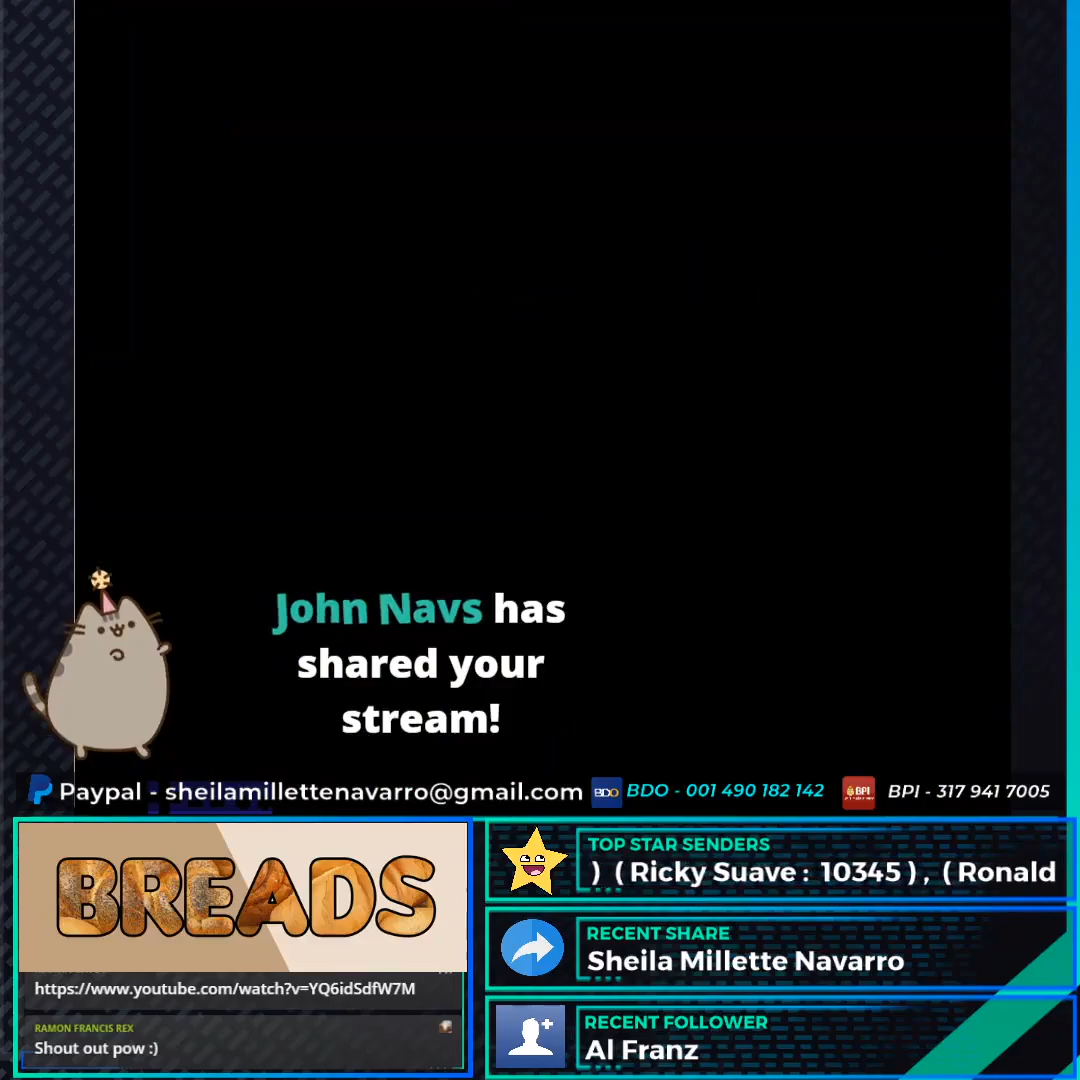 John Navs has
shared your
stream!
Paypal - sheilamillettenavarro@gmail.com BDO BDO - 001 490 182 142 BPI BPI - 317 941 7005
BREADS
https://www.youtube.com/watch?v=YQ6idSdfW7M
RAMON FRANCIS REX
Shout out pow :)
TOP STAR SENDERS
) ( Ricky Suave : 10345 ) , ( Ronald
RECENT SHARE
Sheila Millette Navarro
RECENT FOLLOWER
Al Franz